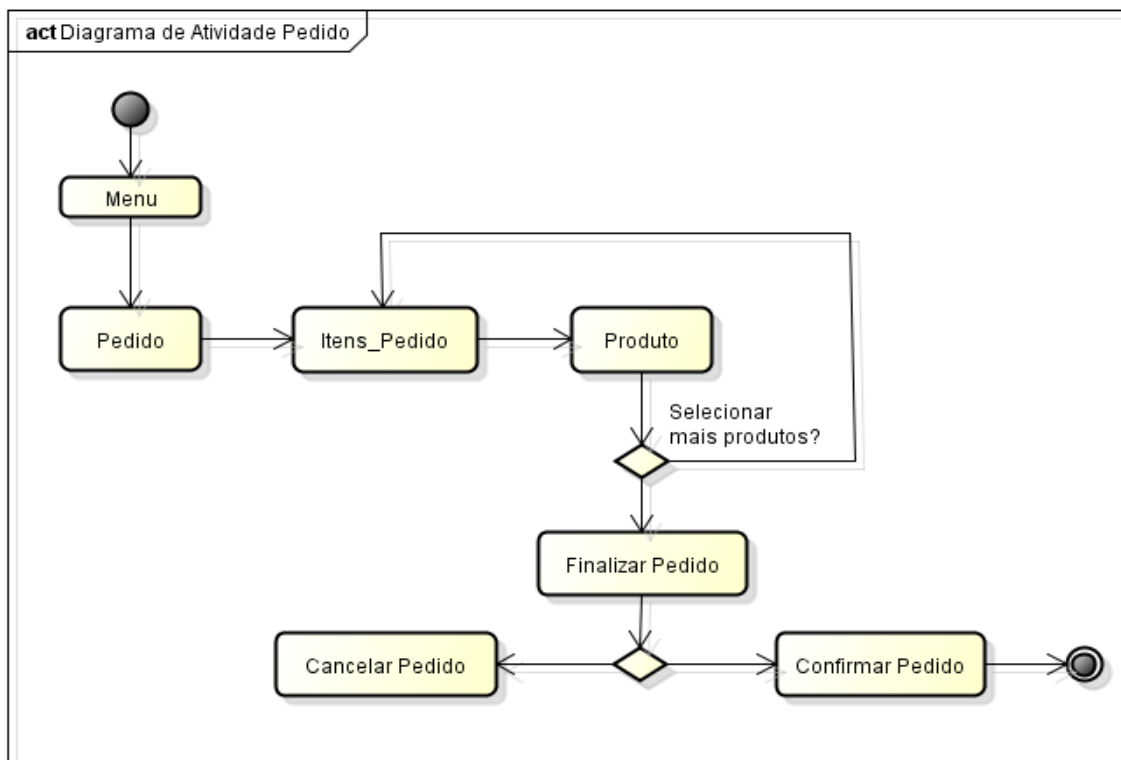 act Diagrama de Atividade Pedido
Menu
Pedido
Itens_Pedido
Produto
Selecionar
mais produtos?
Finalizar Pedido
Cancelar Pedido
Confirmar Pedido